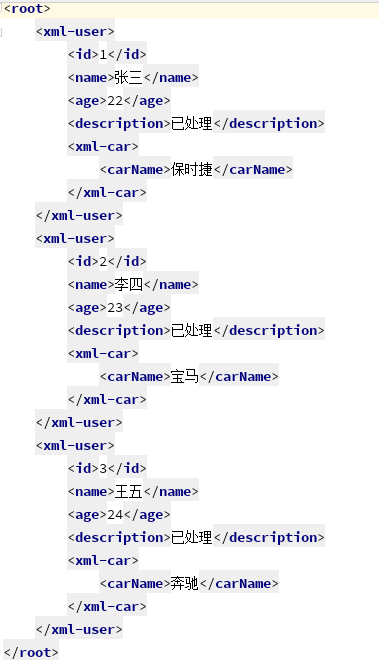 <root>
<xml-user>
<id>1</id>
<name>张三</name>
<age>22</age>
<description>已处理</description>
<xml-car>
<carName>保时捷</carName>
</xml-car>
</xml-user>
<xml-user>
<id>2</id>
<name>李四</name>
<age>23</age>
<description>已处理</description>
<xml-car>
<carName>宝马</carName>
</xml-car>
</xml-user>
<xml-user>
<id>3</id>
<name>王五</name>
<age>24</age>
<description>已处理</description>
<xml-car>
<carName>奔驰</carName>
</xml-car>
</xml-user>
</root>